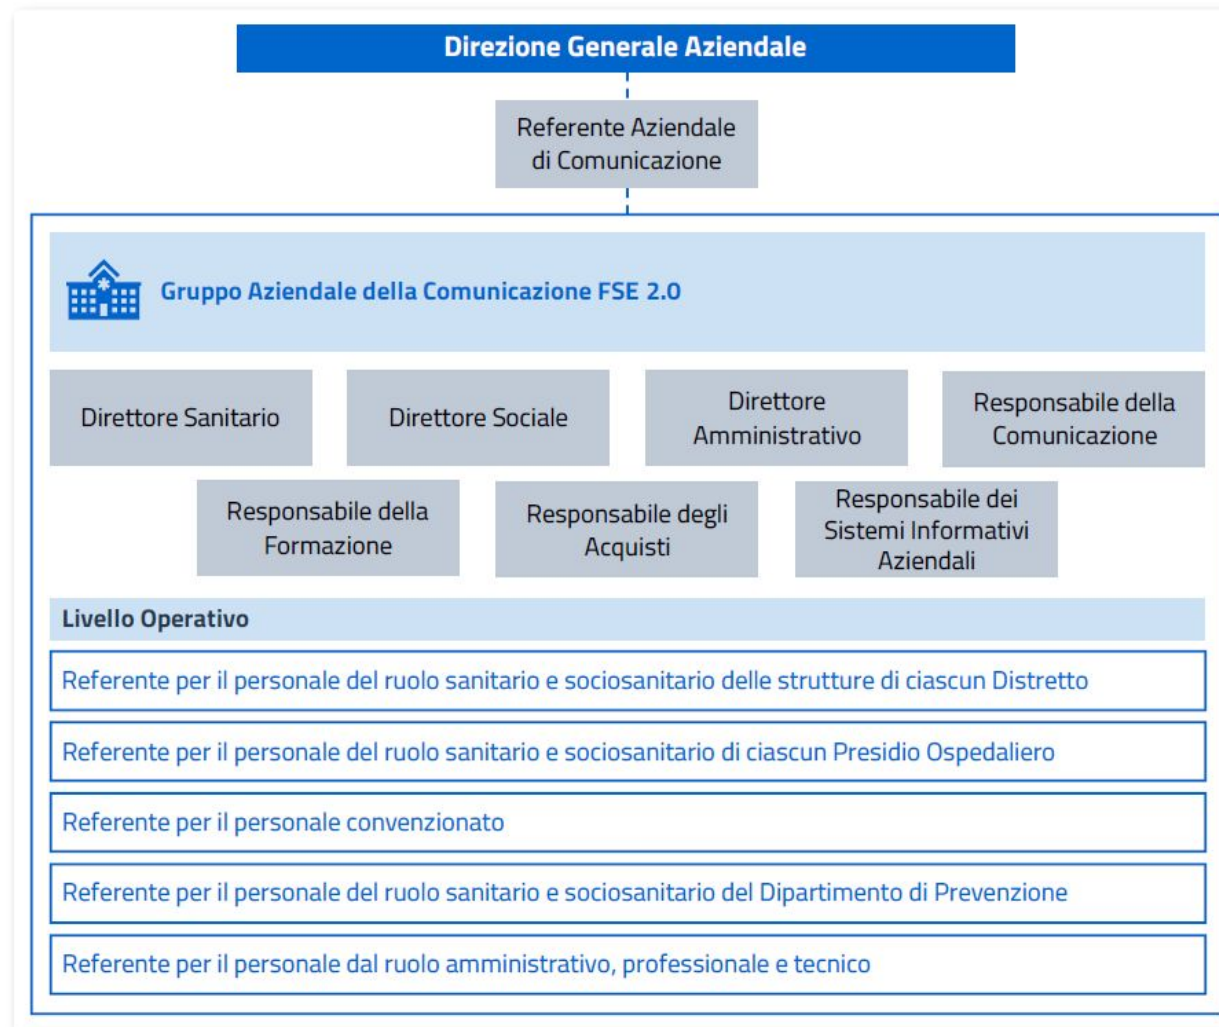 Direzione Generale Aziendale
Referente Aziendale
di Comunicazione
Gruppo Aziendale della Comunicazione FSE 2.0
Direttore Sanitario
Direttore Sociale
Direttore
Amministrativo
Responsabile della
Comunicazione
Responsabile della
Formazione
Responsabile degli
Acquisti
Responsabile dei
Sistemi Informativi
Aziendali
Livello Operativo
Referente per il personale del ruolo sanitario e sociosanitario delle strutture di ciascun Distretto
Referente per il personale del ruolo sanitario e sociosanitario di ciascun Presidio Ospedaliero
Referente per il personale convenzionato
Referente per il personale del ruolo sanitario e sociosanitario del Dipartimento di Prevenzione
Referente per il personale dal ruolo amministrativo, professionale e tecnico